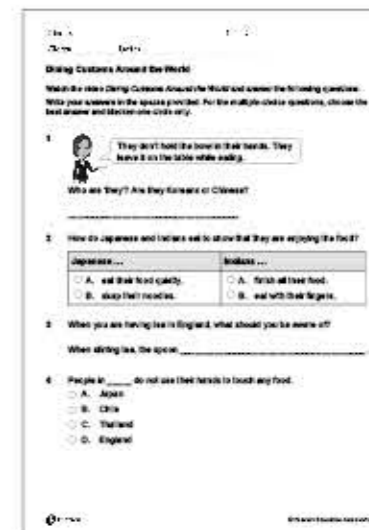 Dining Customs Around the World
Watch the video Dining Customs Around the World and answer the following questions.
Write your answers in the spaces provided. For the multiple-choice questions, choose the
best answer and blacken one circle only.
1
They don't hold the bowl in their hands. They
leave it on the table while eating.
Who are 'they'? Are they Koreans or Chinese?
2 How do Japanese and Indians eat to show that they are enjoying the food?
Japanese ... Indians ...
A. eat their food quietly. A. finish all their food.
B. slurp their noodles. B. eat with their fingers.
3 When you are having tea in England, what should you be aware of?
When stirring tea, the spoon
4 People in _____ do not use their hands to touch any food.
A. Japan
B. Chile
C. Thailand
D. England